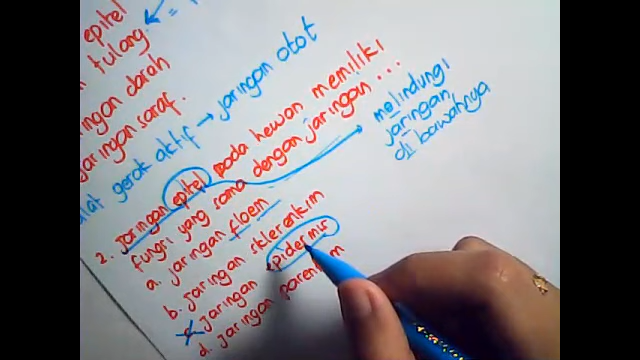 epitel
tulang
ingan darah
jaringan saraf.
alat gerak aktif → jaringan otot
2. jaringan epitel pada hewan memiliki
fungsi yang sama dengan jaringan ...
a. jaringan floem
b. jaringan sklerenkim
c. jaringan epidermis
d. jaringan parenkim
melindungi
jaringan
di bawahnya